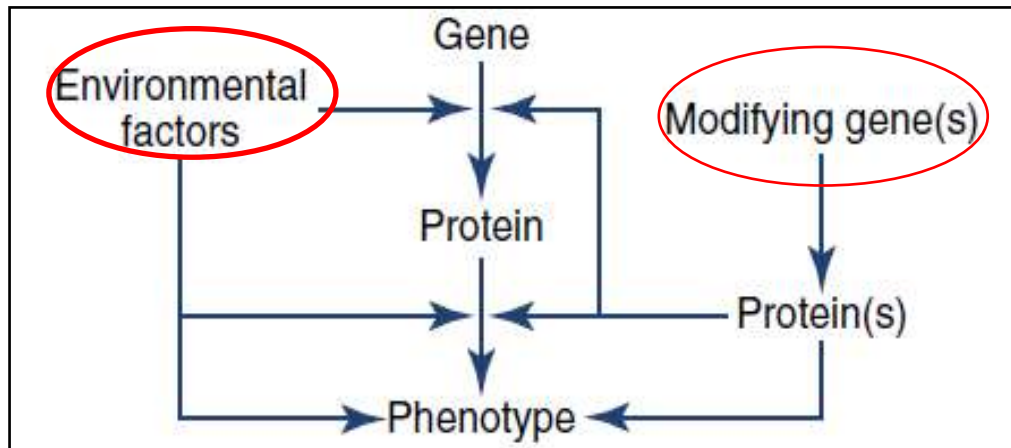 Gene
Environmental
factors
Modifying gene(s)
Protein
Protein(s)
Phenotype